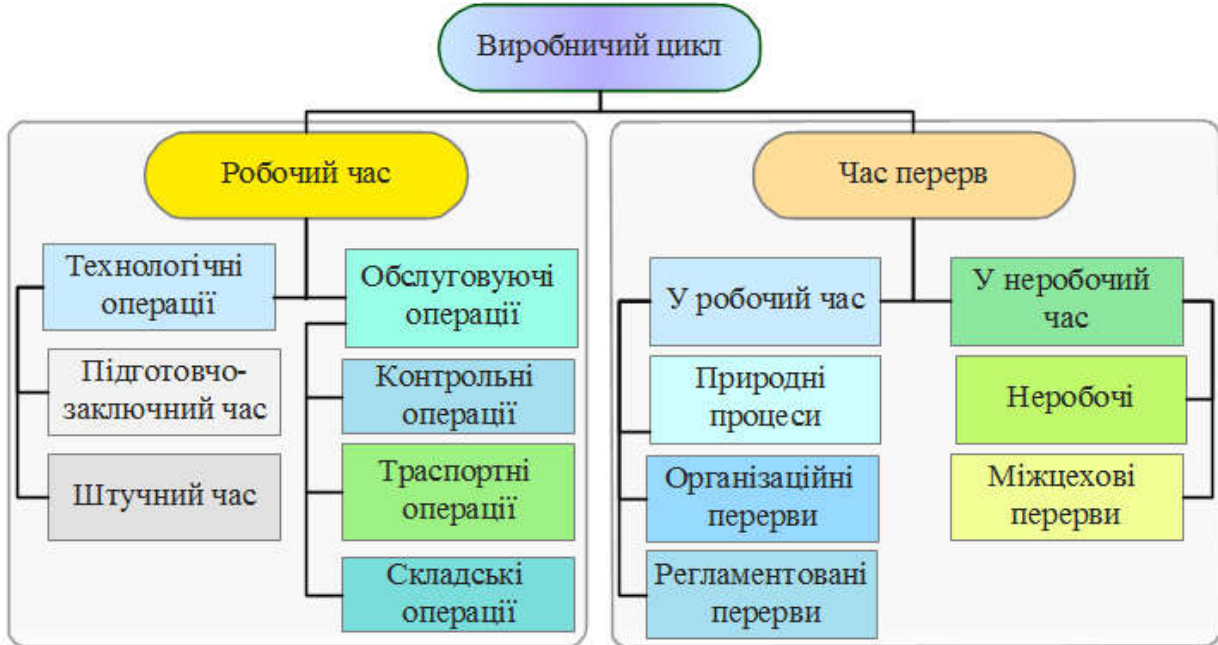 Виробничий цикл
Робочий час
Технологічні
операції
Підготовчо-
заключний час
Штучний час
Обслуговуючі
операції
Контрольні
операції
Траспортні
операції
Складські
операції
Час перерв
У робочий час
Природні
процеси
Організаційні
перерви
Регламентовані
перерви
У неробочий
час
Неробочі
Міжцехові
перерви